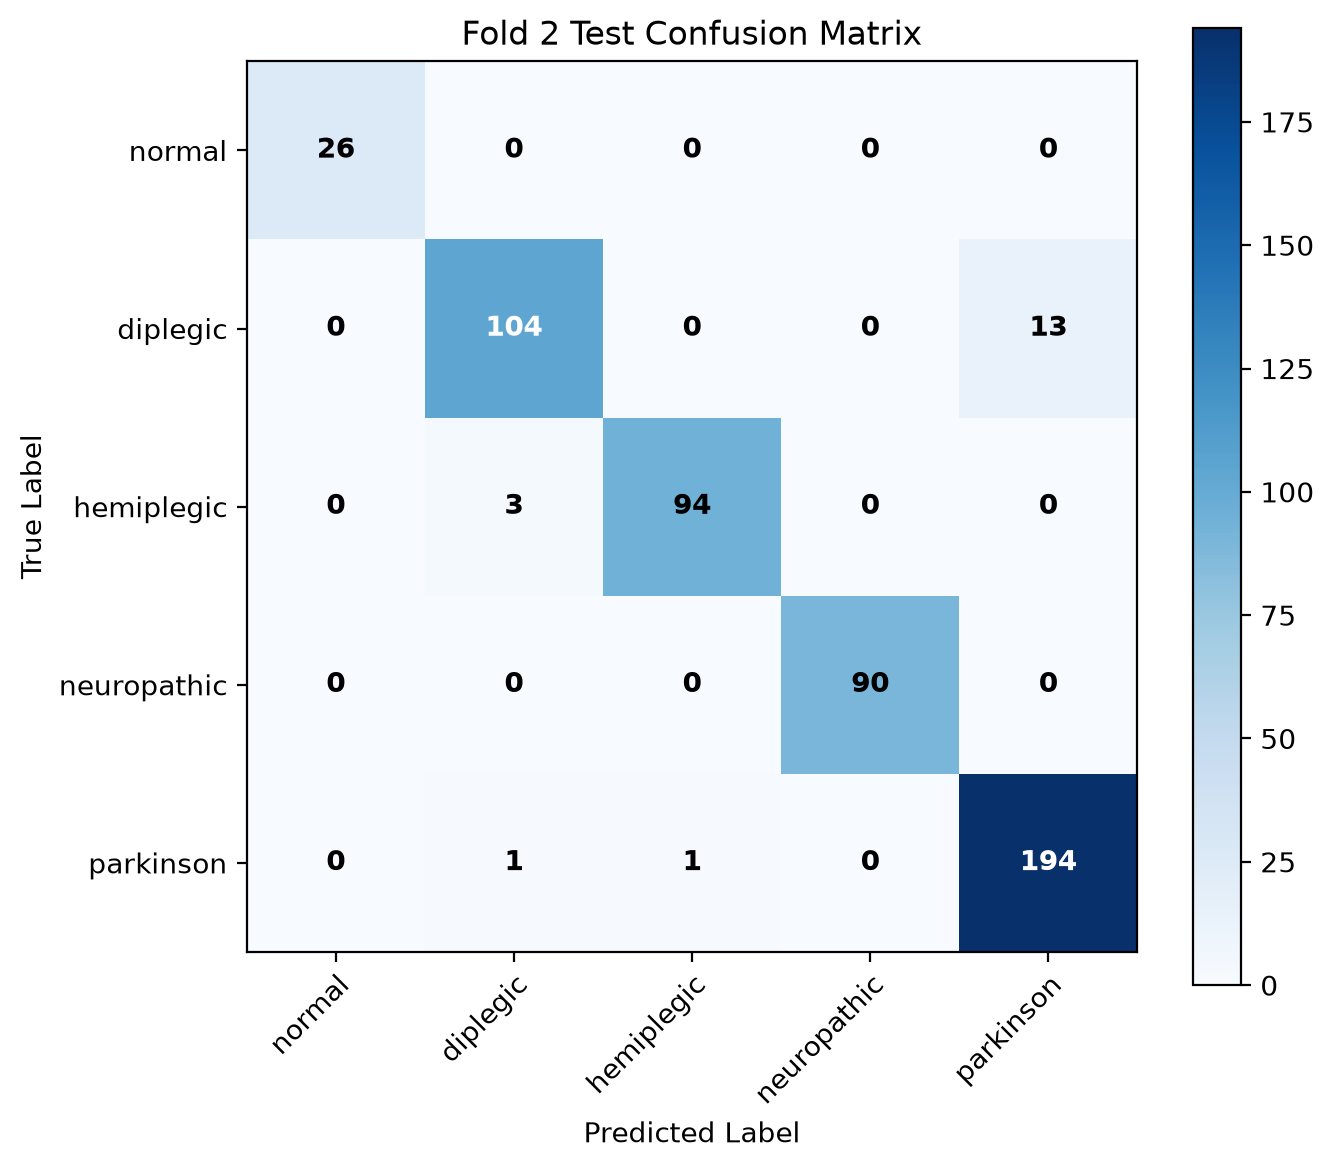 Fold 2 Test Confusion Matrix
True Label
normal 26 0 0 0 0
diplegic 0 104 0 0 13
hemiplegic 0 3 94 0 0
neuropathic 0 0 0 90 0
parkinson 0 1 1 0 194
normal diplegic hemiplegic neuropathic parkinson
Predicted Label
175
150
125
100
75
50
25
0